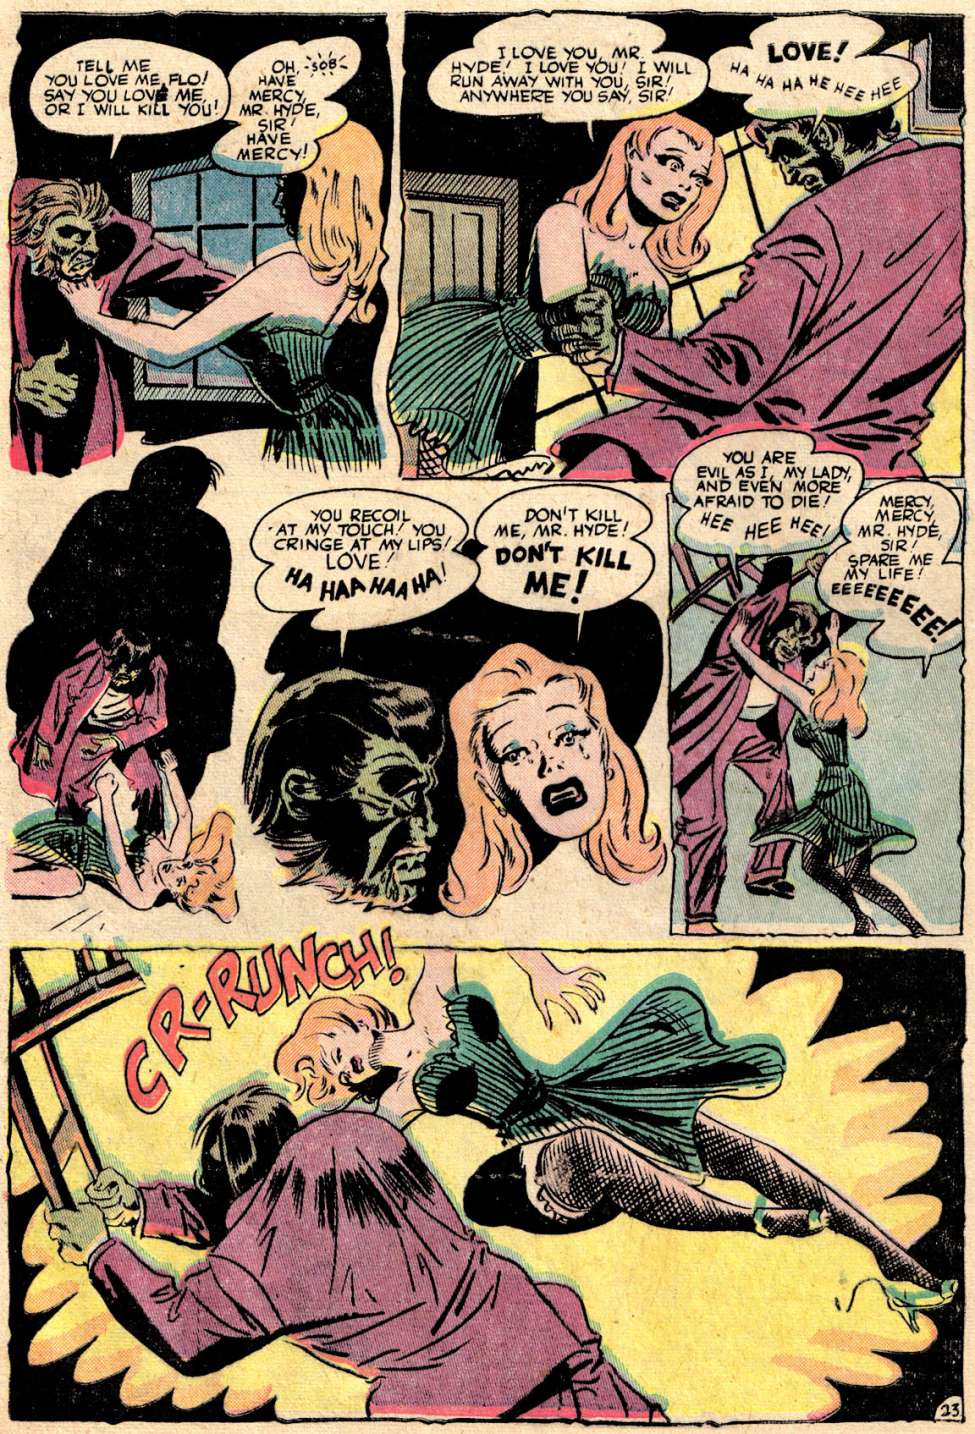 TELL ME
YOU LOVE ME, FLO!
SAY YOU LOVE ME,
OR I WILL KILL YOU!
OH, -SOB-
HAVE
MERCY,
MR. HYDE,
SIR!
HAVE
MERCY!
I LOVE YOU, MR.
HYDE! I LOVE YOU! I WILL
RUN AWAY WITH YOU, SIR!
ANYWHERE YOU SAY, SIR!
LOVE!
HA HA HA HE HEE HEE
YOU RECOIL
AT MY TOUCH! YOU
CRINGE AT MY LIPS!
LOVE!
HA HAA HAA HA!
DON'T KILL
ME, MR. HYDE!
DON'T KILL
ME!
YOU ARE
EVIL AS I, MY LADY,
AND EVEN MORE
AFRAID TO DIE!
HEE HEE HEE!
MERCY,
MERCY,
MR. HYDE,
SIR!
SPARE ME
MY LIFE!
EEEEEEEEE!
CR-RUNCH!
23